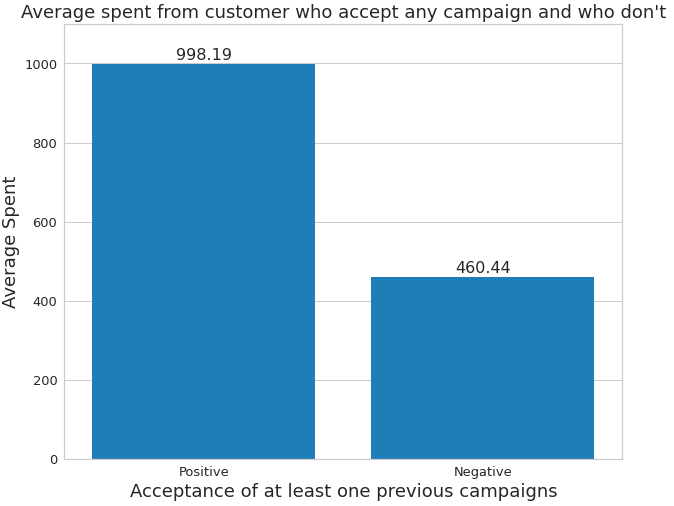 Average spent from customer who accept any campaign and who don't
998.19
460.44
1000
800
600
400
200
0
Average Spent
Positive
Negative
Acceptance of at least one previous campaigns